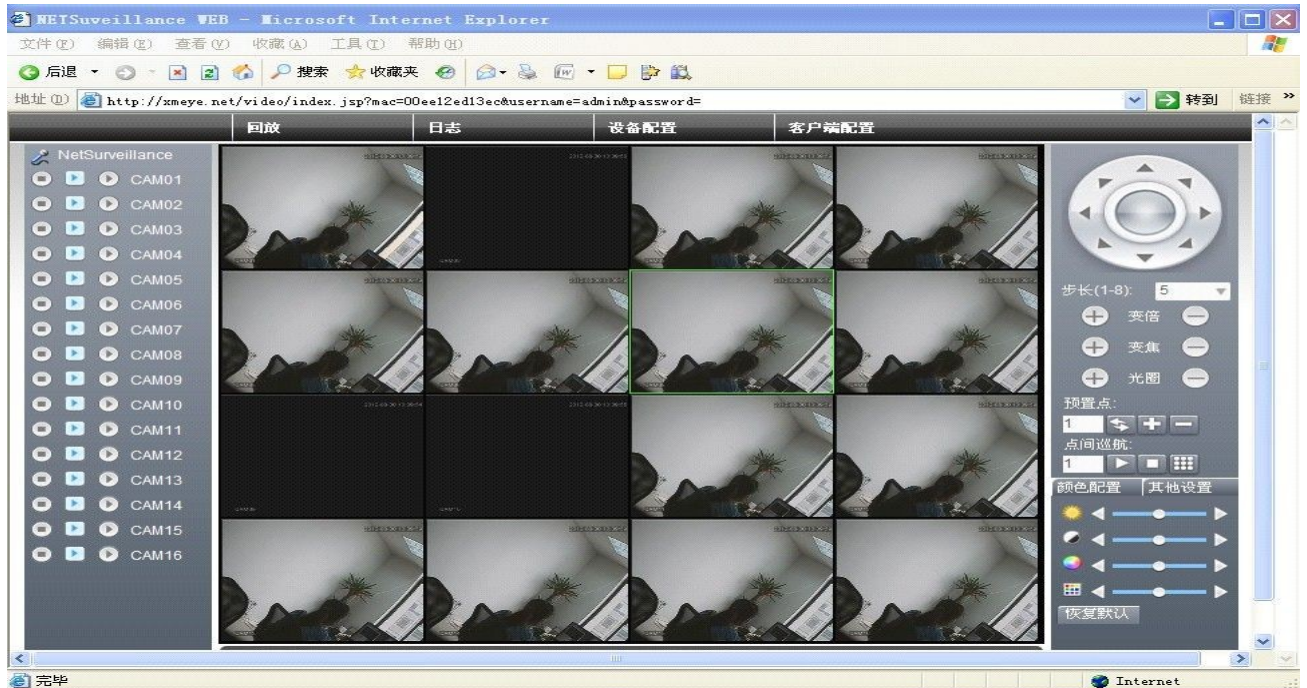 NETSuveillance WEB - Microsoft Internet Explorer
文件(F) 编辑(E) 查看(V) 收藏(A) 工具(T) 帮助(H)
后退 搜索 收藏夹
地址(D) http://xmeye.net/video/index.jsp?mac=00ee12ed13ec&username=admin&password= 转到 链接 »
回放 日志 设备配置 客户端配置
NetSurveillance
CAM01
CAM02
CAM03
CAM04
CAM05
CAM06
CAM07
CAM08
CAM09
CAM10
CAM11
CAM12
CAM13
CAM14
CAM15
CAM16
步长(1-8): 5
变倍
变焦
光圈
预置点:
1
点间巡航:
1
颜色配置 其他设置
恢复默认
完毕 Internet